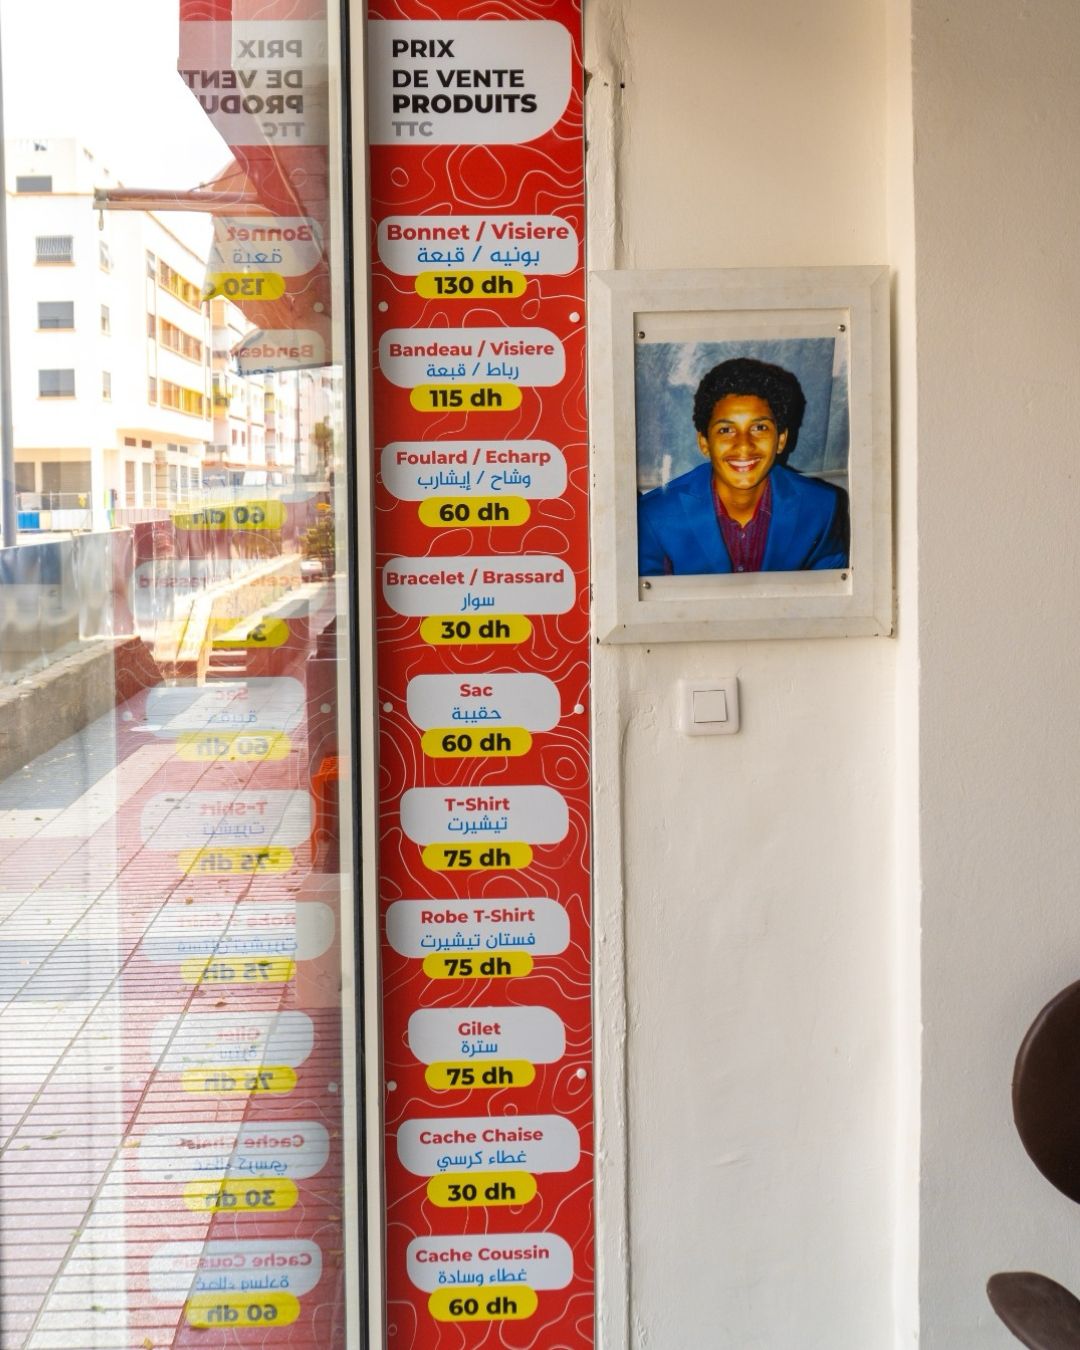 PRIX
DE VENTE
PRODUITS
TTC
Bonnet / Visiere
بونيه / قبعة
130 dh
Bandeau / Visiere
رباط / قبعة
115 dh
Foulard / Echarp
وشاح / إيشارب
60 dh
Bracelet / Brassard
سوار
30 dh
Sac
حقيبة
60 dh
T-Shirt
تيشيرت
75 dh
Robe T-Shirt
فستان تيشيرت
75 dh
Gilet
سترة
75 dh
Cache Chaise
غطاء كرسي
30 dh
Cache Coussin
غطاء وسادة
60 dh